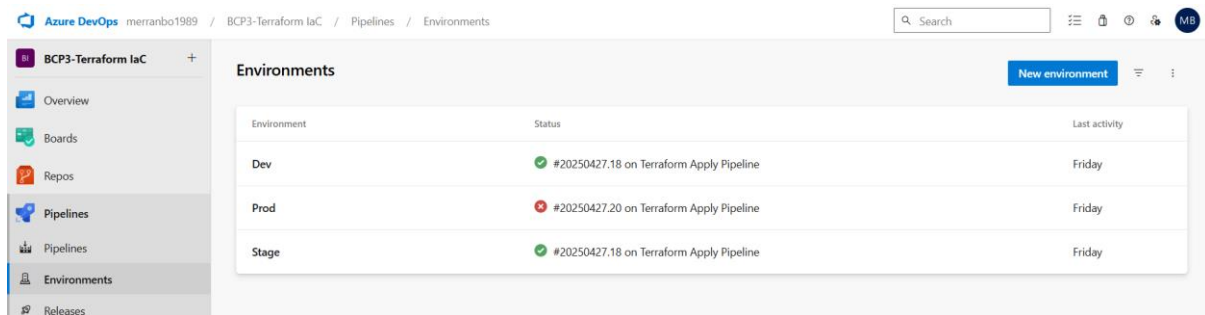 Azure DevOps merranbo1989 / BCP3-Terraform IaC / Pipelines / Environments
Search
MB
BI BCP3-Terraform IaC +
Overview
Boards
Repos
Pipelines
Pipelines
Environments
Releases
Environments
New environment
Environment Status Last activity
Dev #20250427.18 on Terraform Apply Pipeline Friday
Prod #20250427.20 on Terraform Apply Pipeline Friday
Stage #20250427.18 on Terraform Apply Pipeline Friday